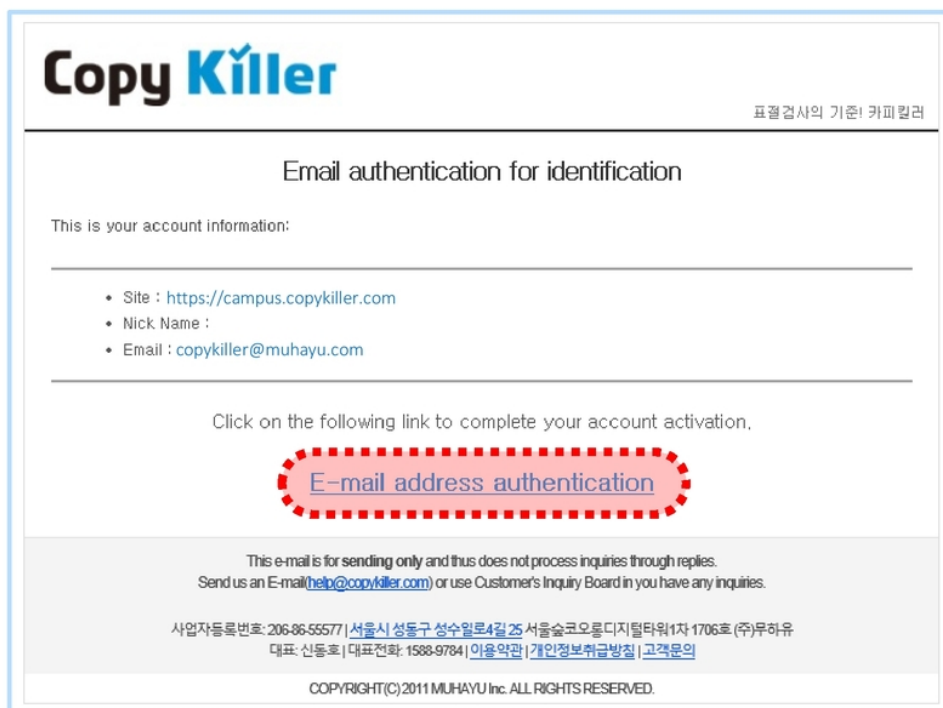 Copy Killer
표절검사의 기준! 카피킬러
Email authentication for identification
This is your account information:
• Site : https://campus.copykiller.com
• Nick Name :
• Email : copykiller@muhayu.com
Click on the following link to complete your account activation.
E-mail address authentication
This e-mail is for sending only and thus does not process inquiries through replies.
Send us an E-mail(help@copykiller.com) or use Customer's Inquiry Board in you have any inquiries.
사업자등록번호: 206-86-55577 | 서울시 성동구 성수일로4길 25 서울숲코오롱디지털타워1차 1706호 (주)무하유
대표: 신동호 | 대표전화: 1588-9784 | 이용약관 | 개인정보취급방침 | 고객문의
COPYRIGHT(C) 2011 MUHAYU Inc. ALL RIGHTS RESERVED.